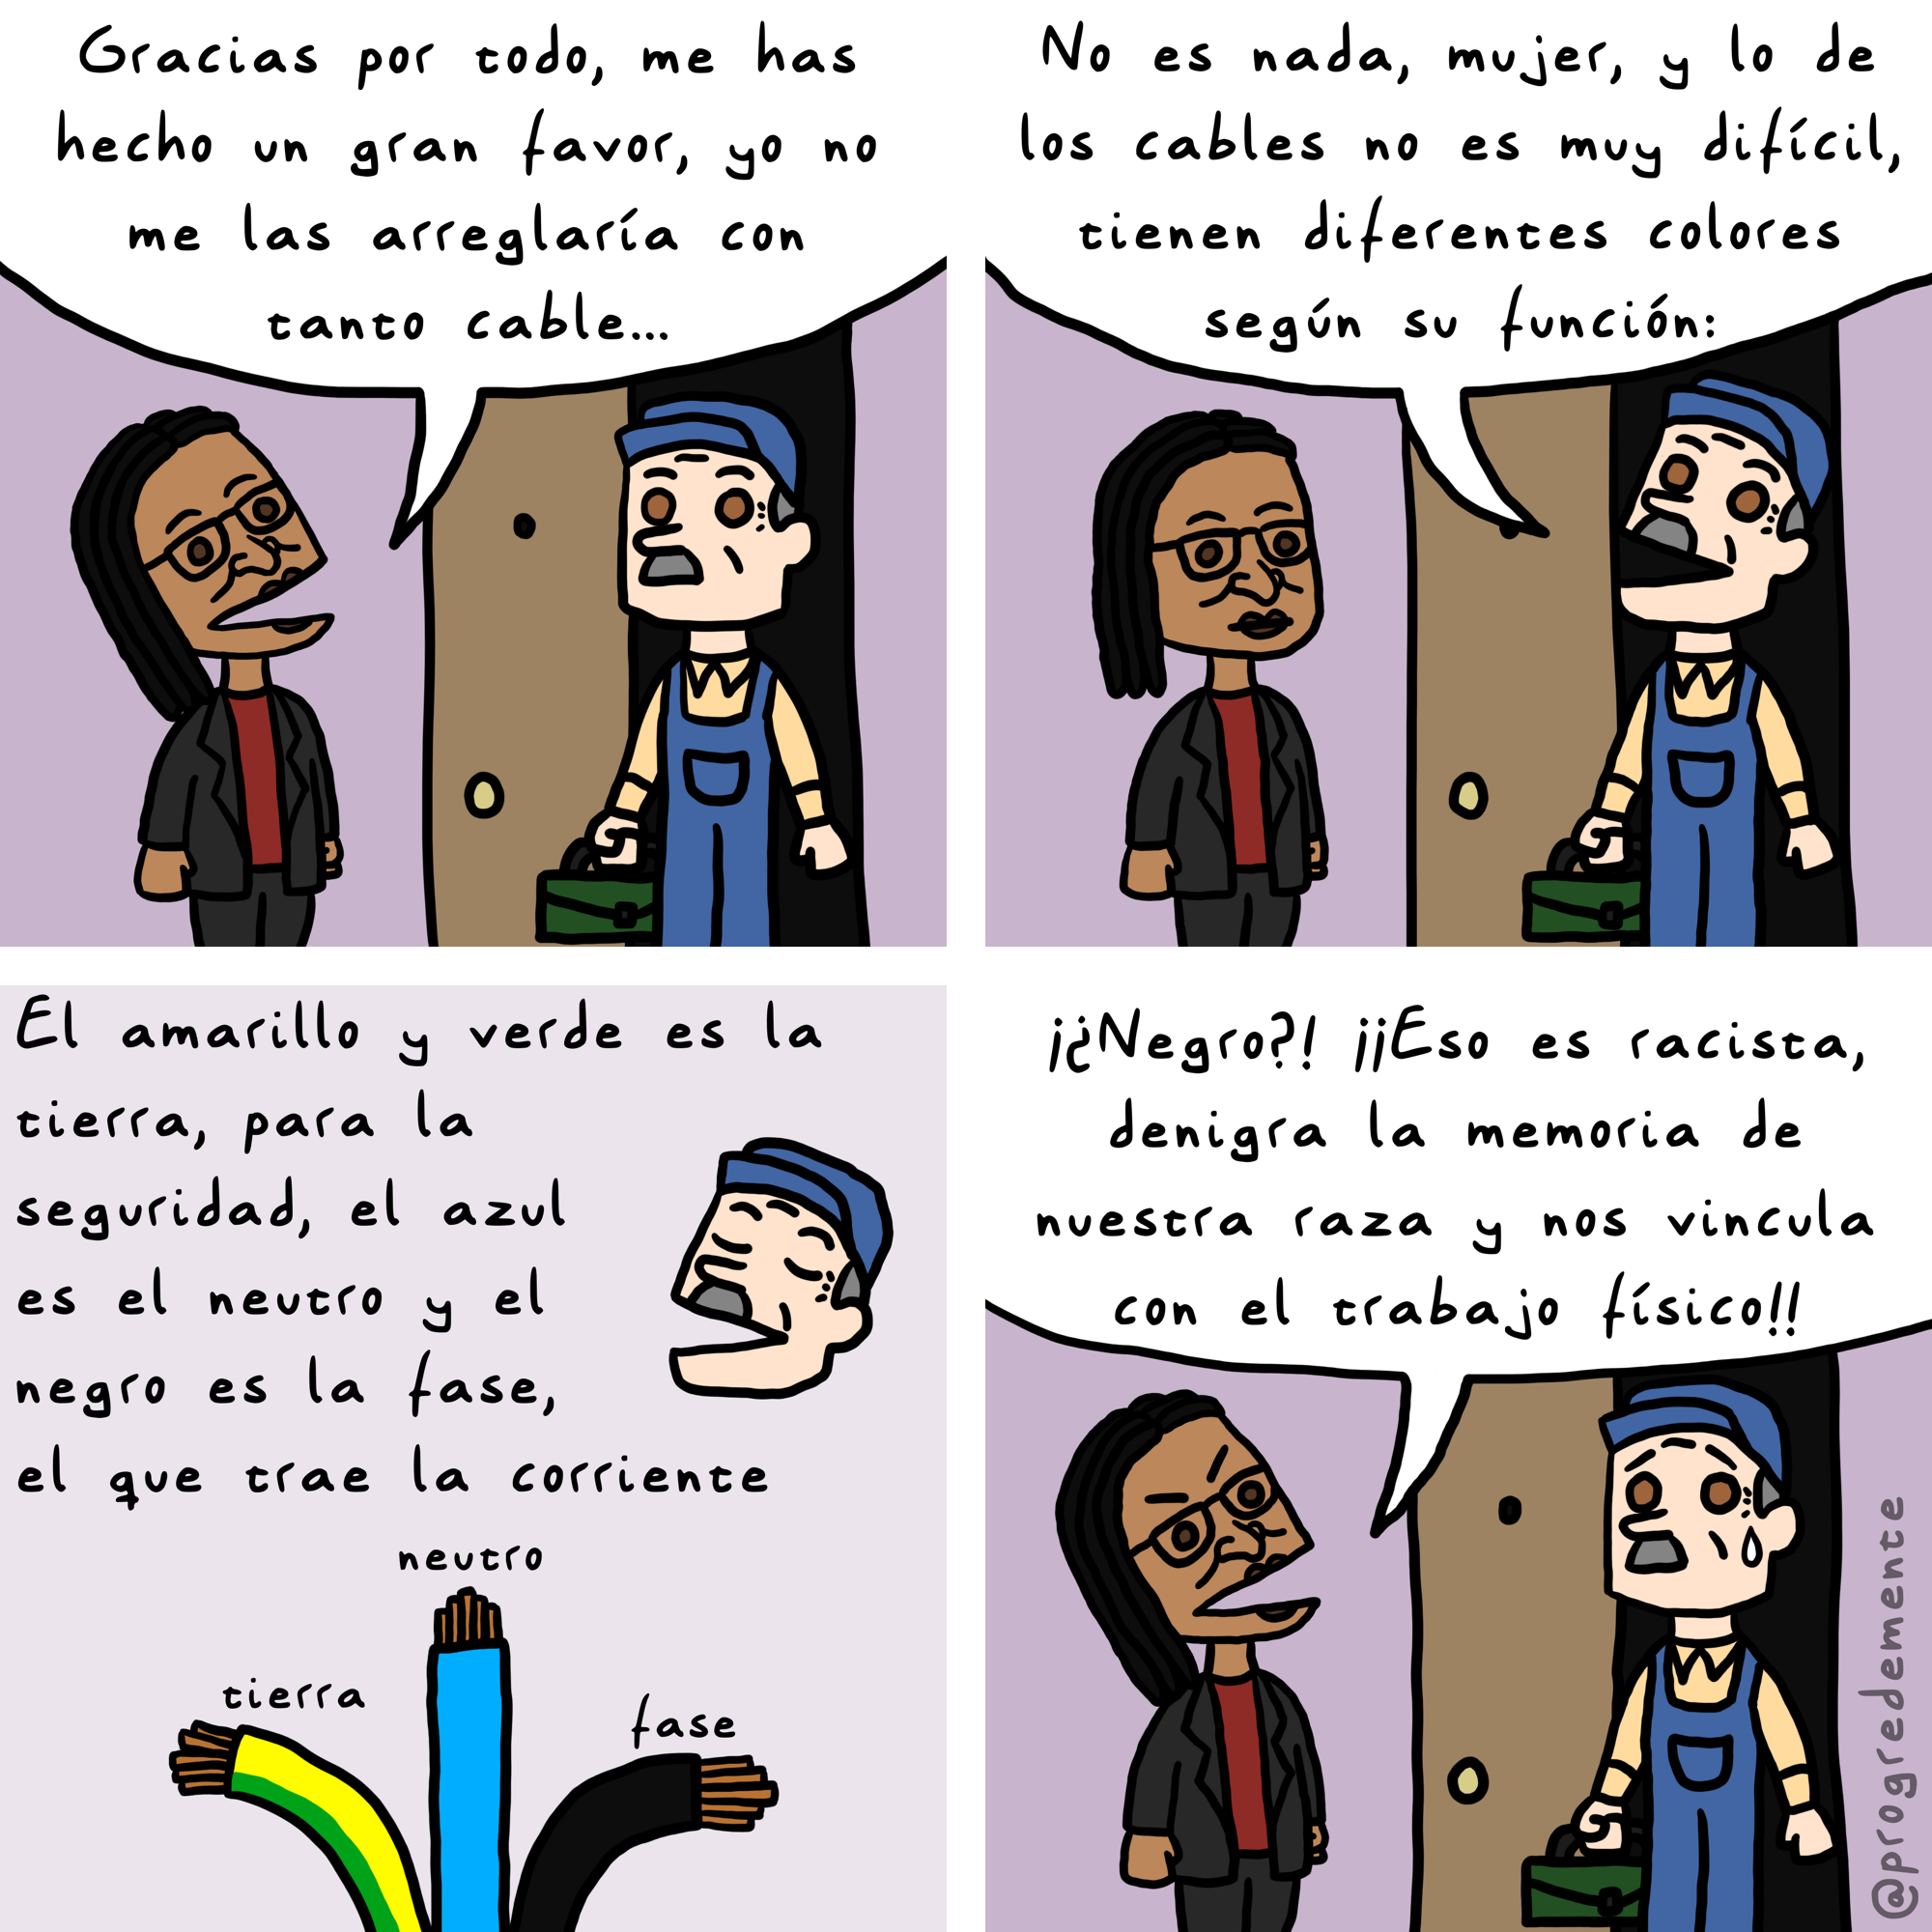 Gracias por todo, me has
hecho un gran favor, yo no
me las arreglaría con
tanto cable...
No es nada, mujer, y lo de
los cables no es muy difícil,
tienen diferentes colores
según su función:
El amarillo y verde es la
tierra, para la
seguridad, el azul
es el neutro y el
negro es la fase,
el que trae la corriente
neutro
tierra
fase
¡¿Negro?! ¡¡Eso es racista,
denigra la memoria de
nuestra raza y nos vincula
con el trabajo físico!!
@progredemente